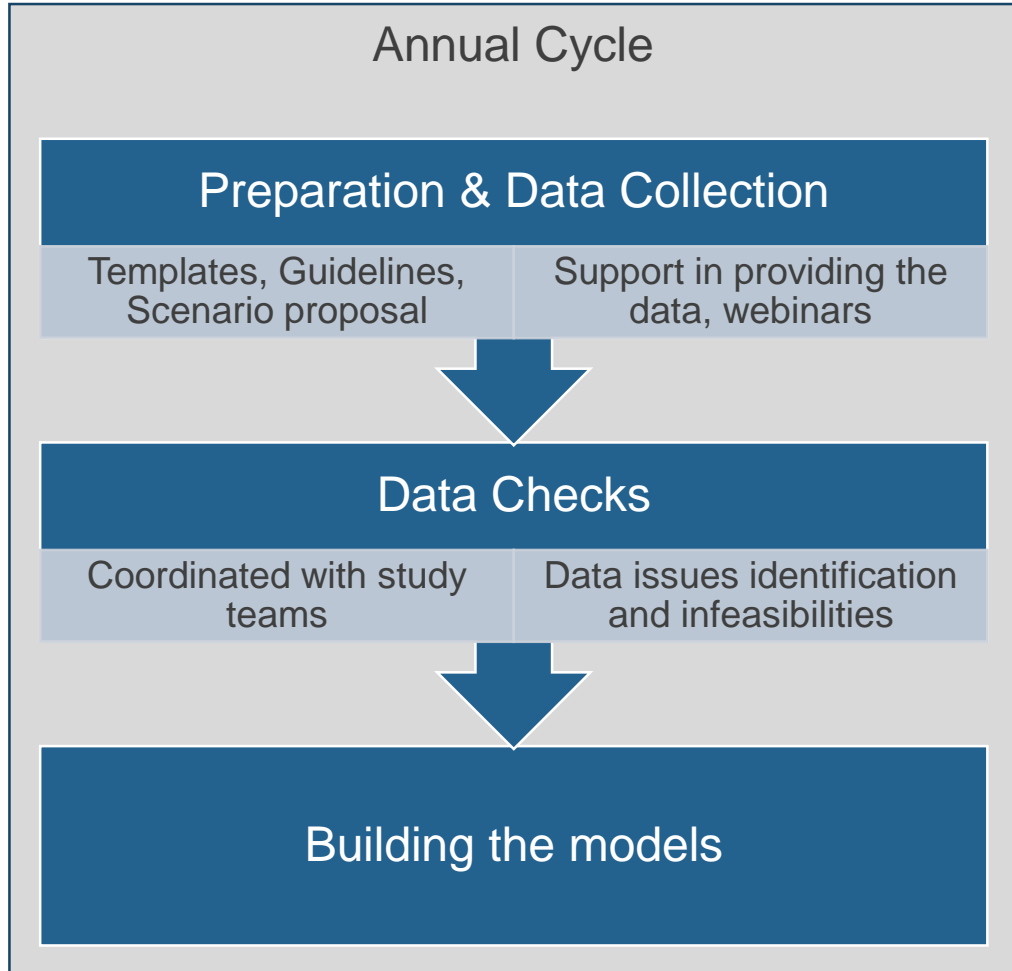 Annual Cycle
Preparation & Data Collection
Templates, Guidelines,
Scenario proposal
Support in providing the
data, webinars
Data Checks
Coordinated with study
teams
Data issues identification
and infeasibilities
Building the models